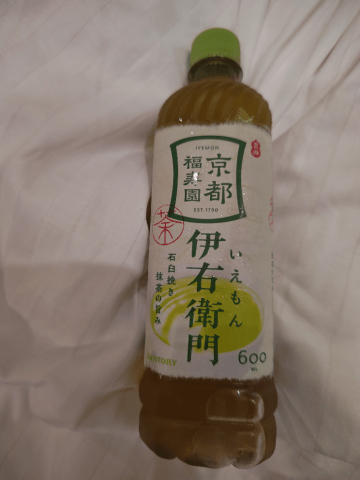 IYEMON
京都
福寿園
EST.1790
茶
伊右衛門
いえもん
石臼挽き
抹茶の旨み
SUNTORY
600